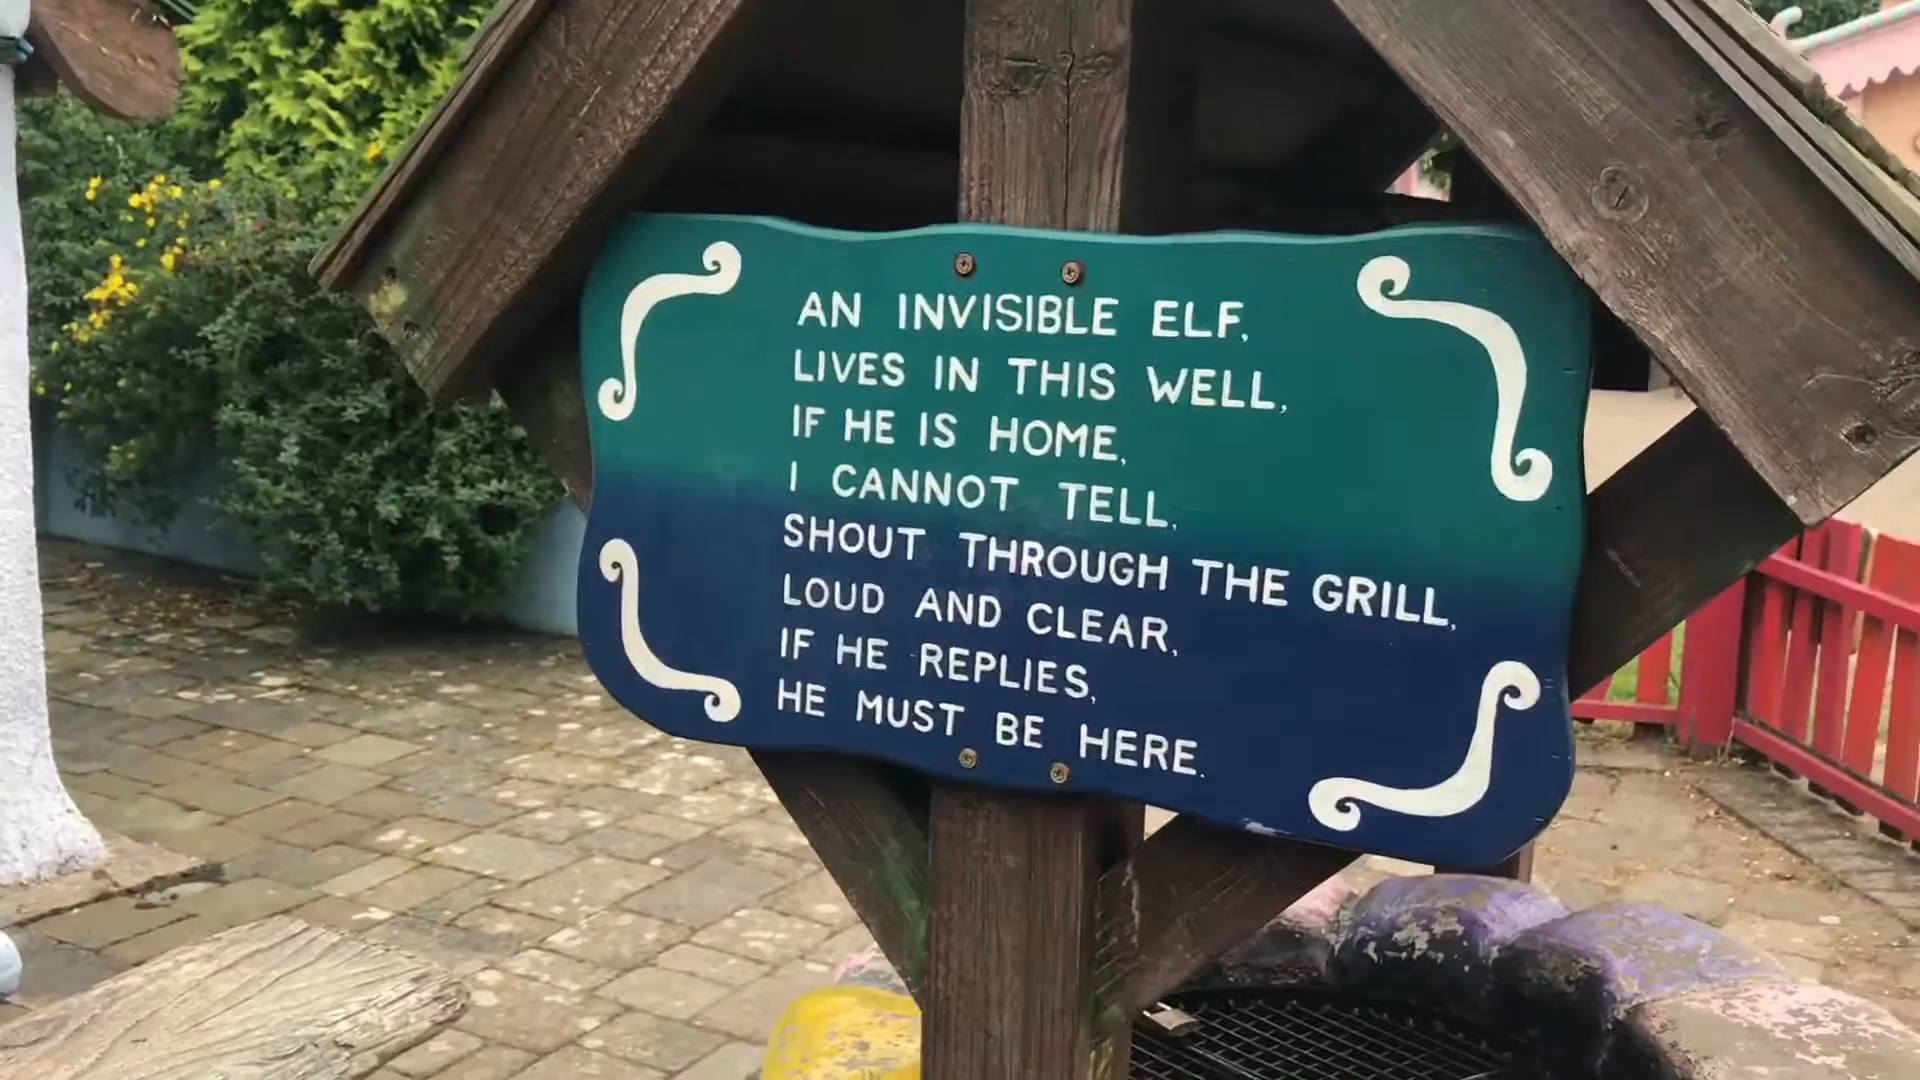 AN INVISIBLE ELF,
LIVES IN THIS WELL,
IF HE IS HOME,
I CANNOT TELL.
SHOUT THROUGH THE GRILL,
LOUD AND CLEAR,
IF HE REPLIES,
HE MUST BE HERE.